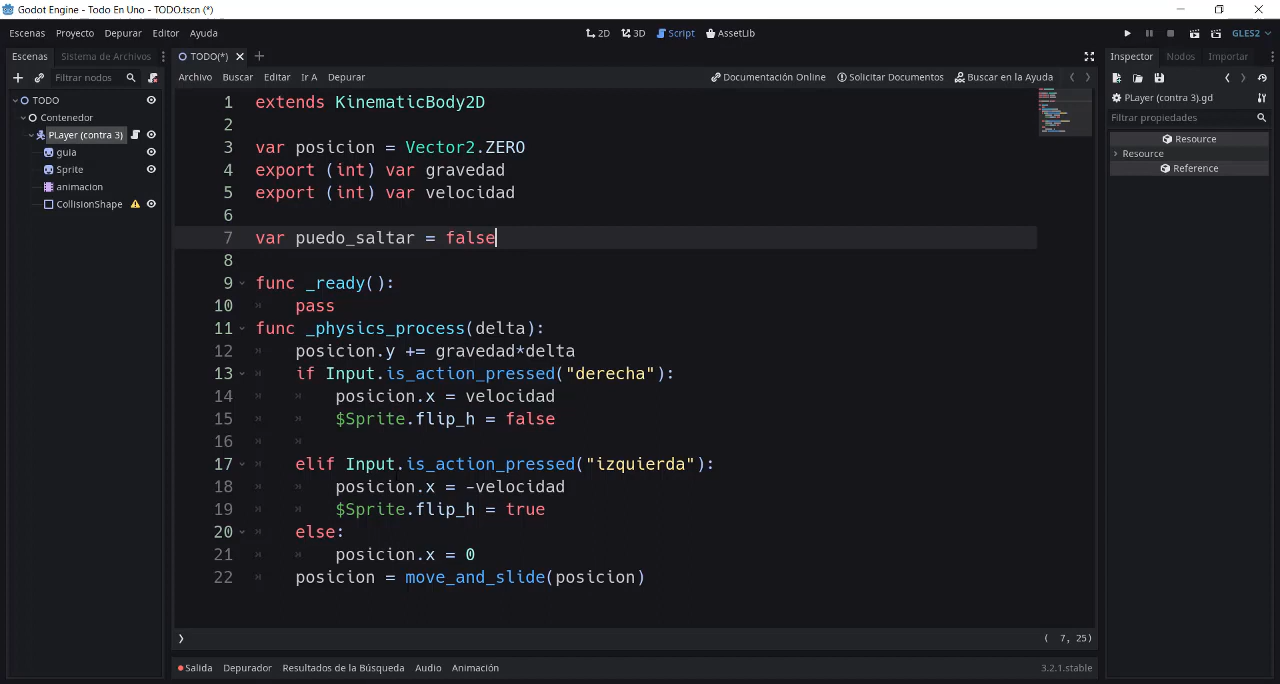 Godot Engine - Todo En Uno - TODO.tscn (*)
Escenas Proyecto Depurar Editor Ayuda
2D 3D Script AssetLib
GLES2
Escenas Sistema de Archivos
Filtrar nodos
TODO
Contenedor
PLayer (contra 3)
guia
Sprite
animacion
CollisionShape
TODO(*)
Archivo Buscar Editar Ir A Depurar
Documentación Online Solicitar Documentos Buscar en la Ayuda
1 extends KinematicBody2D
2
3 var posicion = Vector2.ZERO
4 export (int) var gravedad
5 export (int) var velocidad
6
7 var puedo_saltar = false
8
9 func _ready():
10 pass
11 func _physics_process(delta):
12 posicion.y += gravedad*delta
13 if Input.is_action_pressed("derecha"):
14 posicion.x = velocidad
15 $Sprite.flip_h = false
16
17 elif Input.is_action_pressed("izquierda"):
18 posicion.x = -velocidad
19 $Sprite.flip_h = true
20 else:
21 posicion.x = 0
22 posicion = move_and_slide(posicion)
( 7, 25)
Salida Depurador Resultados de la Búsqueda Audio Animación
3.2.1.stable
Inspector Nodos Importar
PLayer (contra 3).gd
Filtrar propiedades
Resource
Resource
Reference